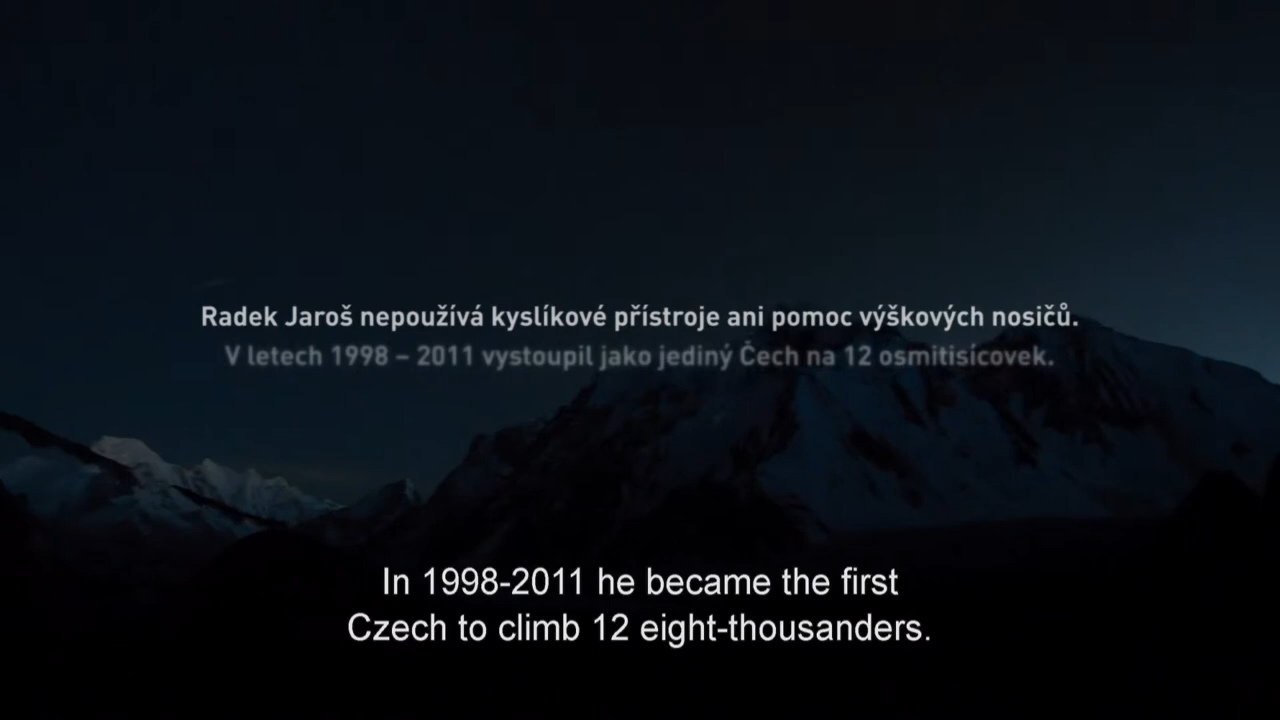 Radek Jaroš nepoužívá kyslíkové přístroje ani pomoc výškových nosičů.
V letech 1998 – 2011 vystoupil jako jediný Čech na 12 osmitisícovek.
In 1998-2011 he became the first
Czech to climb 12 eight-thousanders.